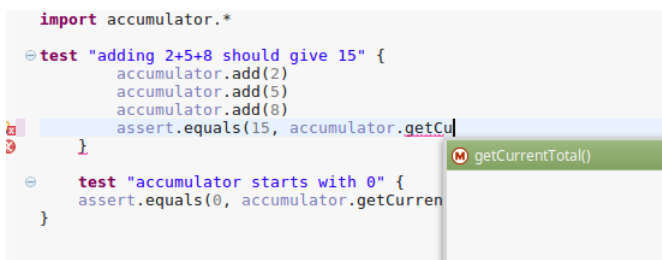 import accumulator.*
test "adding 2+5+8 should give 15" {
accumulator.add(2)
accumulator.add(5)
accumulator.add(8)
assert.equals(15, accumulator.getCu
}
getCurrentTotal()
test "accumulator starts with 0" {
assert.equals(0, accumulator.getCurren
}